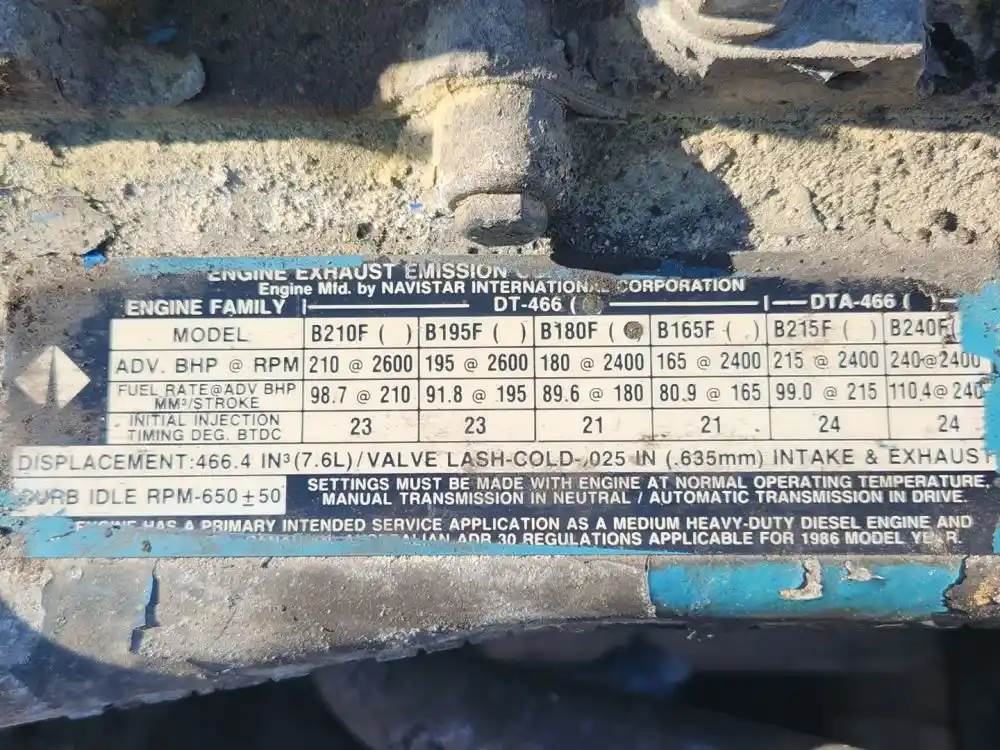 ENGINE EXHAUST EMISSION
Engine Mfd. by NAVISTAR INTERNATIONAL CORPORATION
ENGINE FAMILY DT-466 ( DTA-466 (
MODEL B210F ( ) B195F ( ) B180F ( ) B165F ( ) B215F ( ) B240F(
ADV. BHP @ RPM 210 @ 2600 195 @ 2600 180 @ 2400 165 @ 2400 215 @ 2400 240@2400
FUEL RATE@ADV BHP
MM³/STROKE 98.7 @ 210 91.8 @ 195 89.6 @ 180 80.9 @ 165 99.0 @ 215 110.4@240
INITIAL INJECTION
TIMING DEG. BTDC 23 23 21 21 24 24
DISPLACEMENT:466.4 IN³(7.6L)/VALVE LASH-COLD-.025 IN (.635mm) INTAKE & EXHAUST
CURB IDLE RPM-650±50 SETTINGS MUST BE MADE WITH ENGINE AT NORMAL OPERATING TEMPERATURE.
MANUAL TRANSMISSION IN NEUTRAL / AUTOMATIC TRANSMISSION IN DRIVE.
ENGINE HAS A PRIMARY INTENDED SERVICE APPLICATION AS A MEDIUM HEAVY-DUTY DIESEL ENGINE AND
ADR 30 REGULATIONS APPLICABLE FOR 1986 MODEL YEAR.